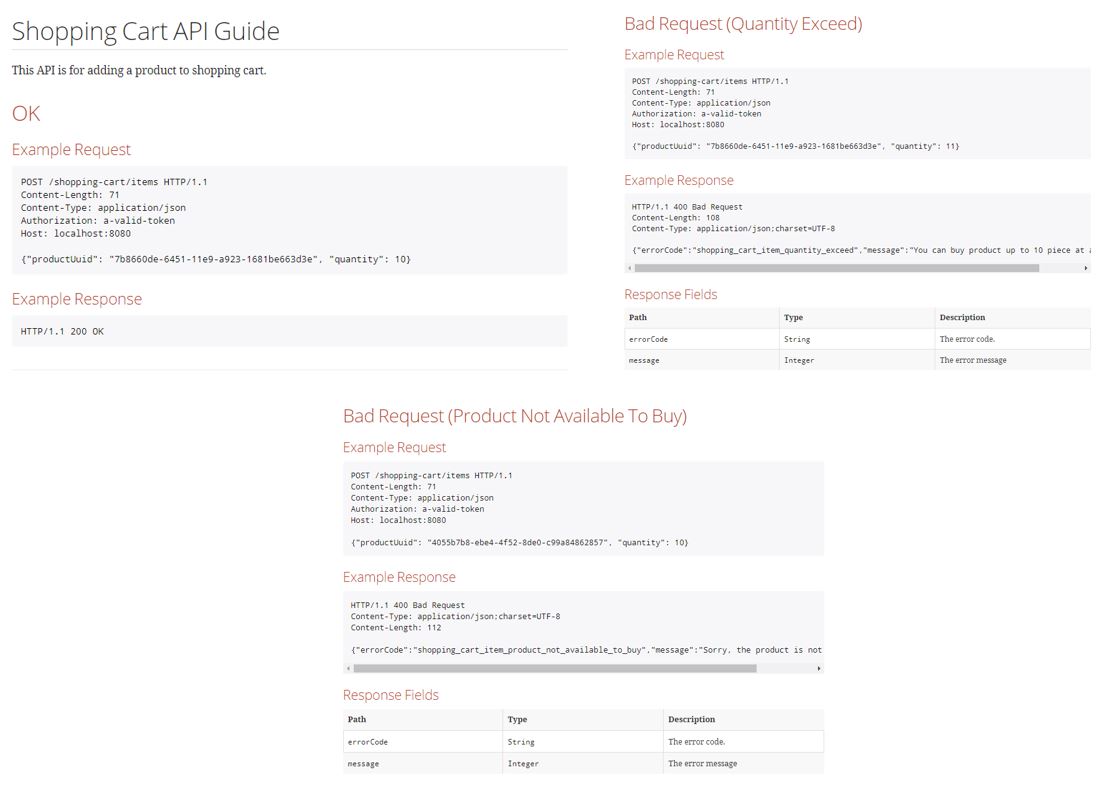 Shopping Cart API Guide
This API is for adding a product to shopping cart.
OK
Example Request
POST /shopping-cart/items HTTP/1.1
Content-Length: 71
Content-Type: application/json
Authorization: a-valid-token
Host: localhost:8080
{"productUuid": "7b8660de-6451-11e9-a923-1681be663d3e", "quantity": 10}
Example Response
HTTP/1.1 200 OK
Bad Request (Quantity Exceed)
Example Request
POST /shopping-cart/items HTTP/1.1
Content-Length: 71
Content-Type: application/json
Authorization: a-valid-token
Host: localhost:8080
{"productUuid": "7b8660de-6451-11e9-a923-1681be663d3e", "quantity": 11}
Example Response
HTTP/1.1 400 Bad Request
Content-Length: 108
Content-Type: application/json;charset=UTF-8
{"errorCode":"shopping_cart_item_quantity_exceed","message":"You can buy product up to 10 piece at a
Response Fields
Path Type Description
errorCode String The error code.
message Integer The error message
Bad Request (Product Not Available To Buy)
Example Request
POST /shopping-cart/items HTTP/1.1
Content-Length: 71
Content-Type: application/json
Authorization: a-valid-token
Host: localhost:8080
{"productUuid": "4055b7b8-ebe4-4f52-8de0-c99a84862857", "quantity": 10}
Example Response
HTTP/1.1 400 Bad Request
Content-Type: application/json;charset=UTF-8
Content-Length: 112
{"errorCode":"shopping_cart_item_product_not_available_to_buy","message":"Sorry, the product is not
Response Fields
Path Type Description
errorCode String The error code.
message Integer The error message